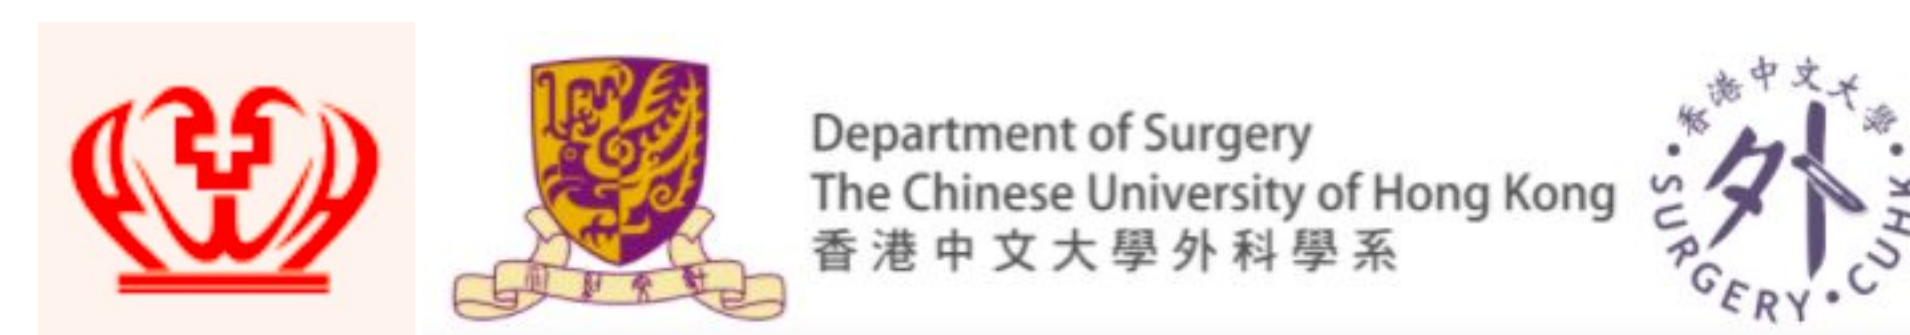 Department of Surgery
The Chinese University of Hong Kong
香港中文大學外科學系
香港中文大學
外
SURGERY • CUHK